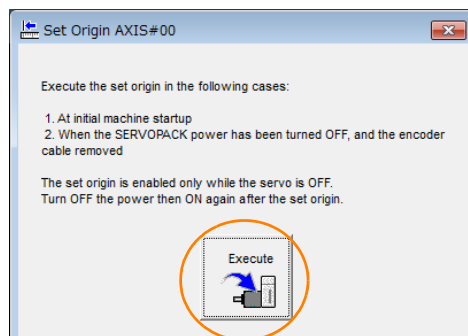 Set Origin AXIS#00
Execute the set origin in the following cases:
1. At initial machine startup
2. When the SERVOPACK power has been turned OFF, and the encoder
cable removed
The set origin is enabled only while the servo is OFF.
Turn OFF the power then ON again after the set origin.
Execute